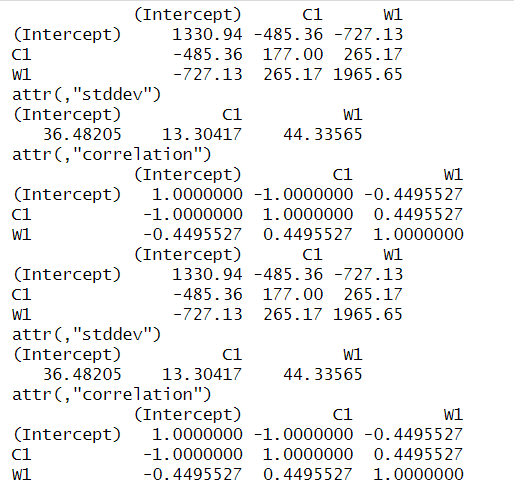 (Intercept) C1 W1
(Intercept) 1330.94 -485.36 -727.13
C1 -485.36 177.00 265.17
W1 -727.13 265.17 1965.65
attr(,"stddev")
(Intercept) C1 W1
36.48205 13.30417 44.33565
attr(,"correlation")
(Intercept) C1 W1
(Intercept) 1.0000000 -1.0000000 -0.4495527
C1 -1.0000000 1.0000000 0.4495527
W1 -0.4495527 0.4495527 1.0000000
(Intercept) C1 W1
(Intercept) 1330.94 -485.36 -727.13
C1 -485.36 177.00 265.17
W1 -727.13 265.17 1965.65
attr(,"stddev")
(Intercept) C1 W1
36.48205 13.30417 44.33565
attr(,"correlation")
(Intercept) C1 W1
(Intercept) 1.0000000 -1.0000000 -0.4495527
C1 -1.0000000 1.0000000 0.4495527
W1 -0.4495527 0.4495527 1.0000000